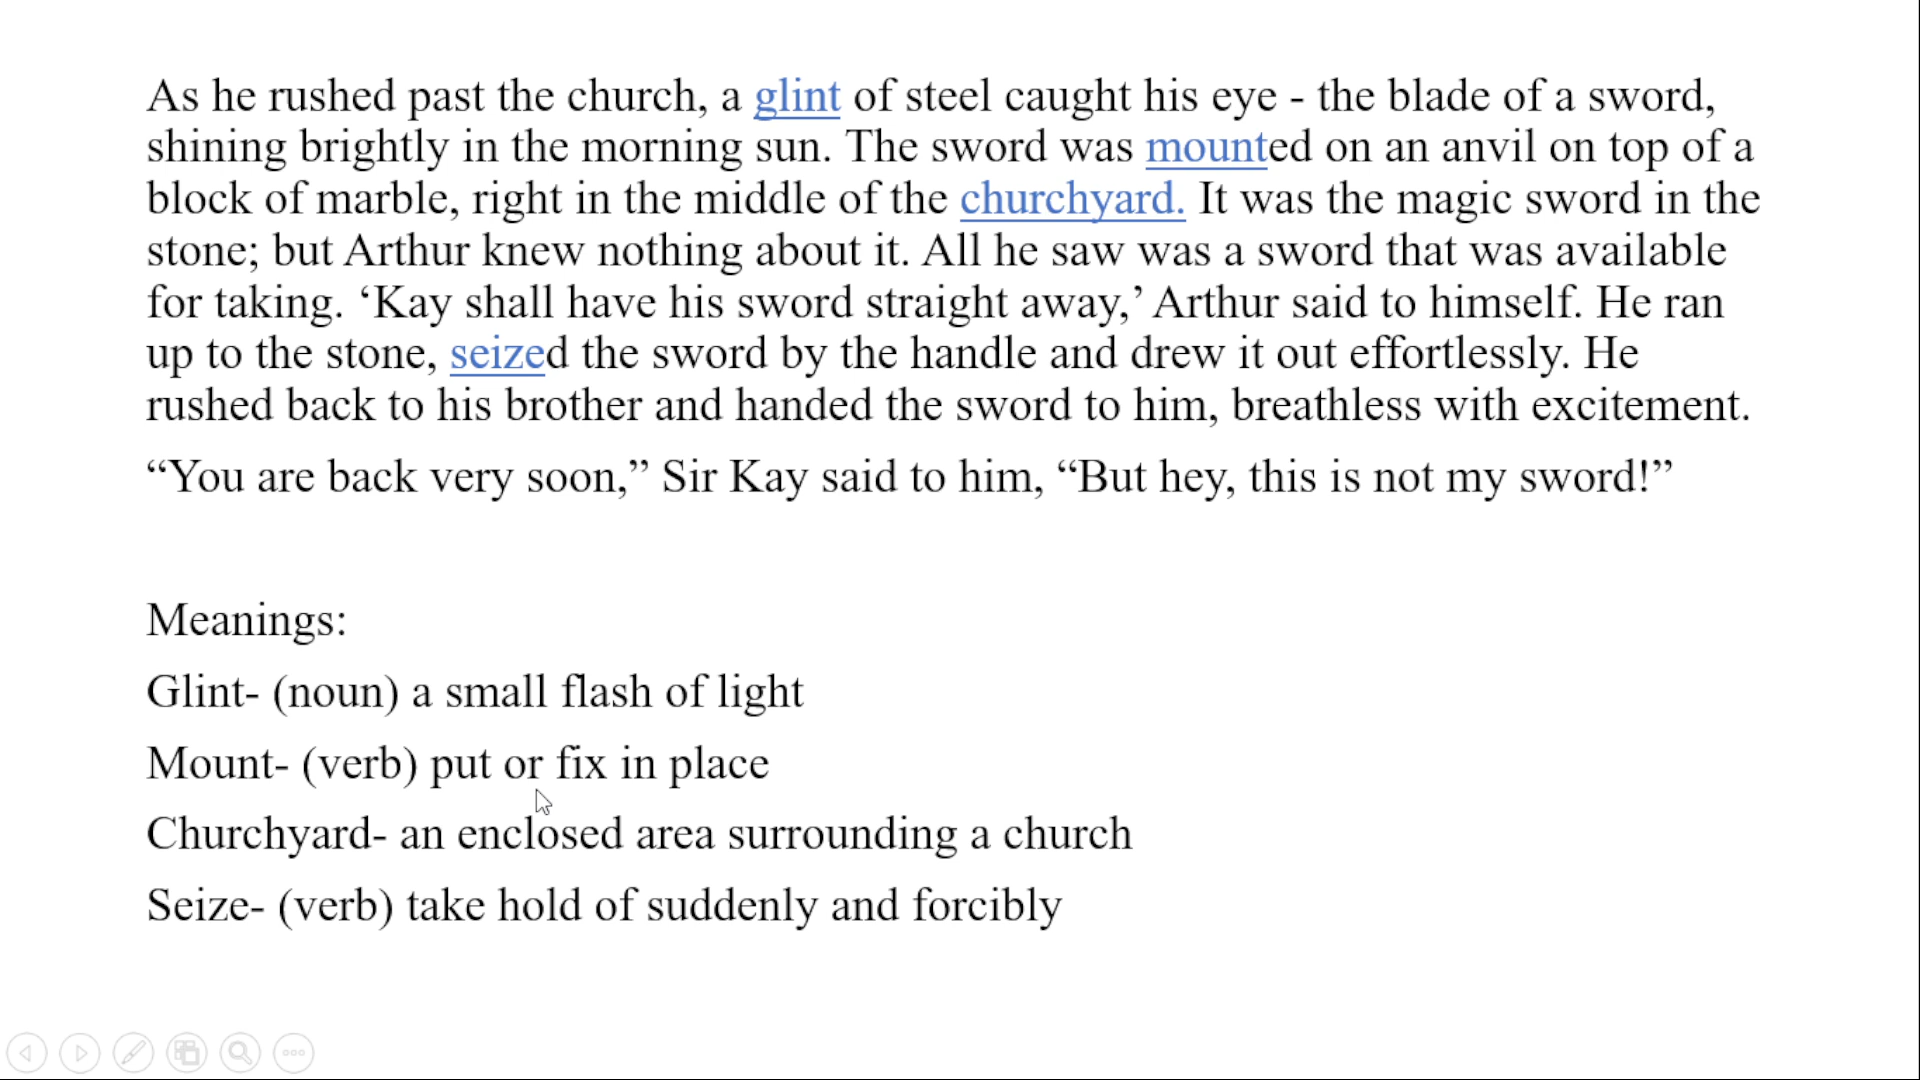 As he rushed past the church, a glint of steel caught his eye - the blade of a sword,
shining brightly in the morning sun. The sword was mounted on an anvil on top of a
block of marble, right in the middle of the churchyard. It was the magic sword in the
stone; but Arthur knew nothing about it. All he saw was a sword that was available
for taking. ‘Kay shall have his sword straight away,’ Arthur said to himself. He ran
up to the stone, seized the sword by the handle and drew it out effortlessly. He
rushed back to his brother and handed the sword to him, breathless with excitement.
“You are back very soon,” Sir Kay said to him, “But hey, this is not my sword!”
Meanings:
Glint- (noun) a small flash of light
Mount- (verb) put or fix in place
Churchyard- an enclosed area surrounding a church
Seize- (verb) take hold of suddenly and forcibly